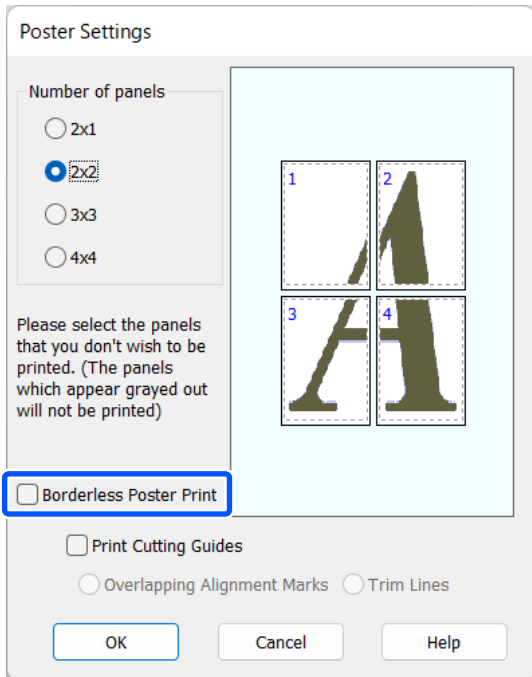 Poster Settings
Number of panels
2x1
2x2
3x3
4x4
1 2
3 4
Please select the panels
that you don't wish to be
printed. (The panels
which appear grayed out
will not be printed)
Borderless Poster Print
Print Cutting Guides
Overlapping Alignment Marks Trim Lines
OK Cancel Help